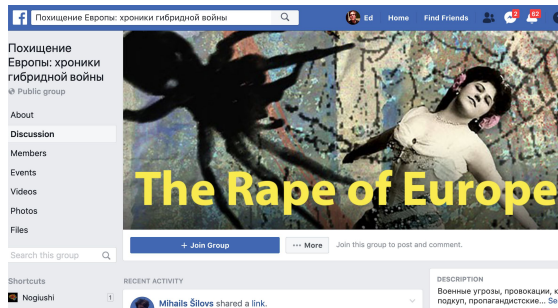 Похищение Европы: хроники гибридной войны
Ed
Home
Find Friends
2
62
Похищение
Европы: хроники
гибридной войны
Public group
About
Discussion
Members
Events
Videos
Photos
Files
Search this group
Shortcuts
Nogiushi 1
The Rape of Europe
+ Join Group
••• More
Join this group to post and comment.
RECENT ACTIVITY
Mihails Šilovs shared a link.
DESCRIPTION
Военные угрозы, провокации, к
подкуп, пропагандистские... Se